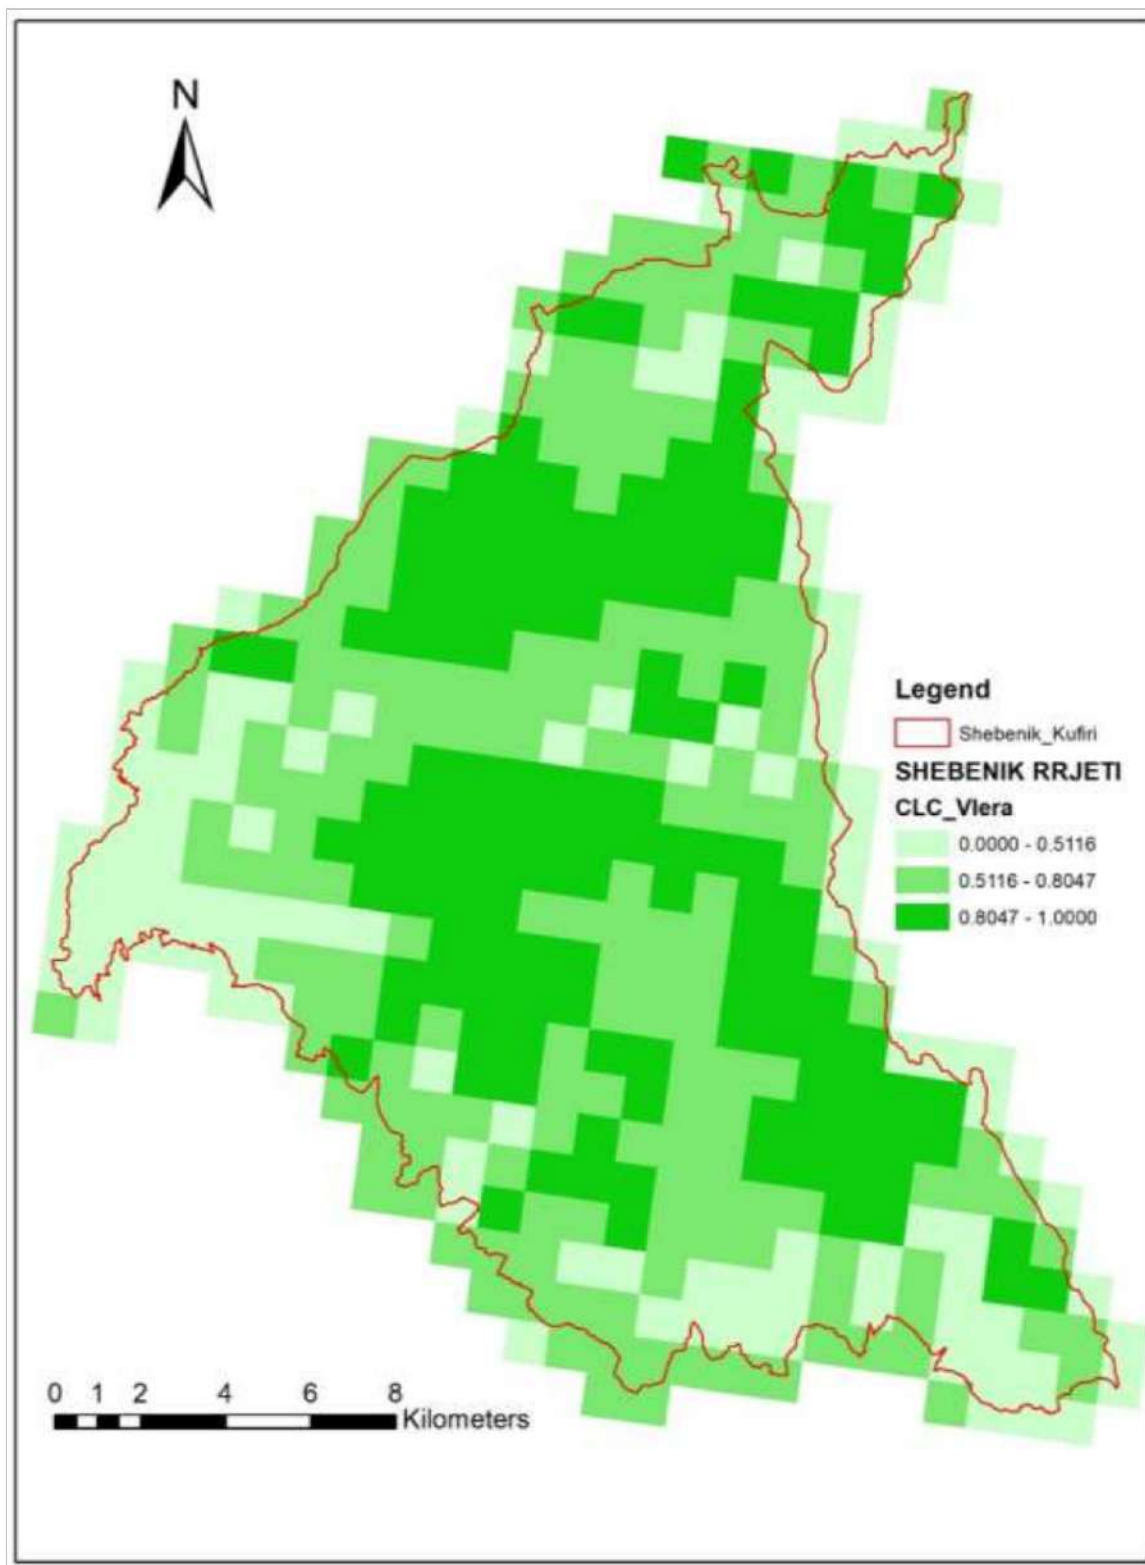 N
Legend
Shebenik_Kufiri
SHEBENIK RRJETI
CLC_Vlera
0.0000 - 0.5116
0.5116 - 0.8047
0.8047 - 1.0000
0 1 2 4 6 8
Kilometers